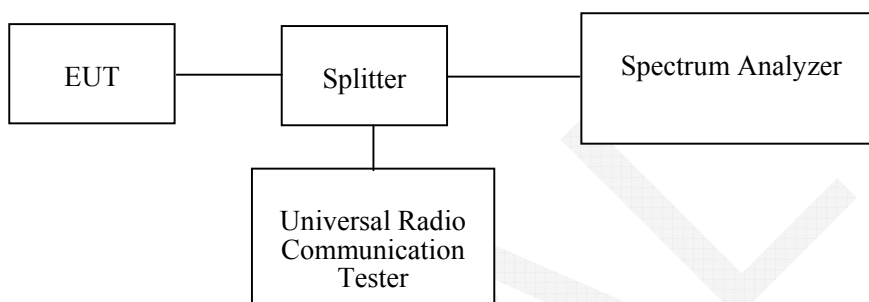 EUT
Splitter
Spectrum Analyzer
Universal Radio
Communication
Tester